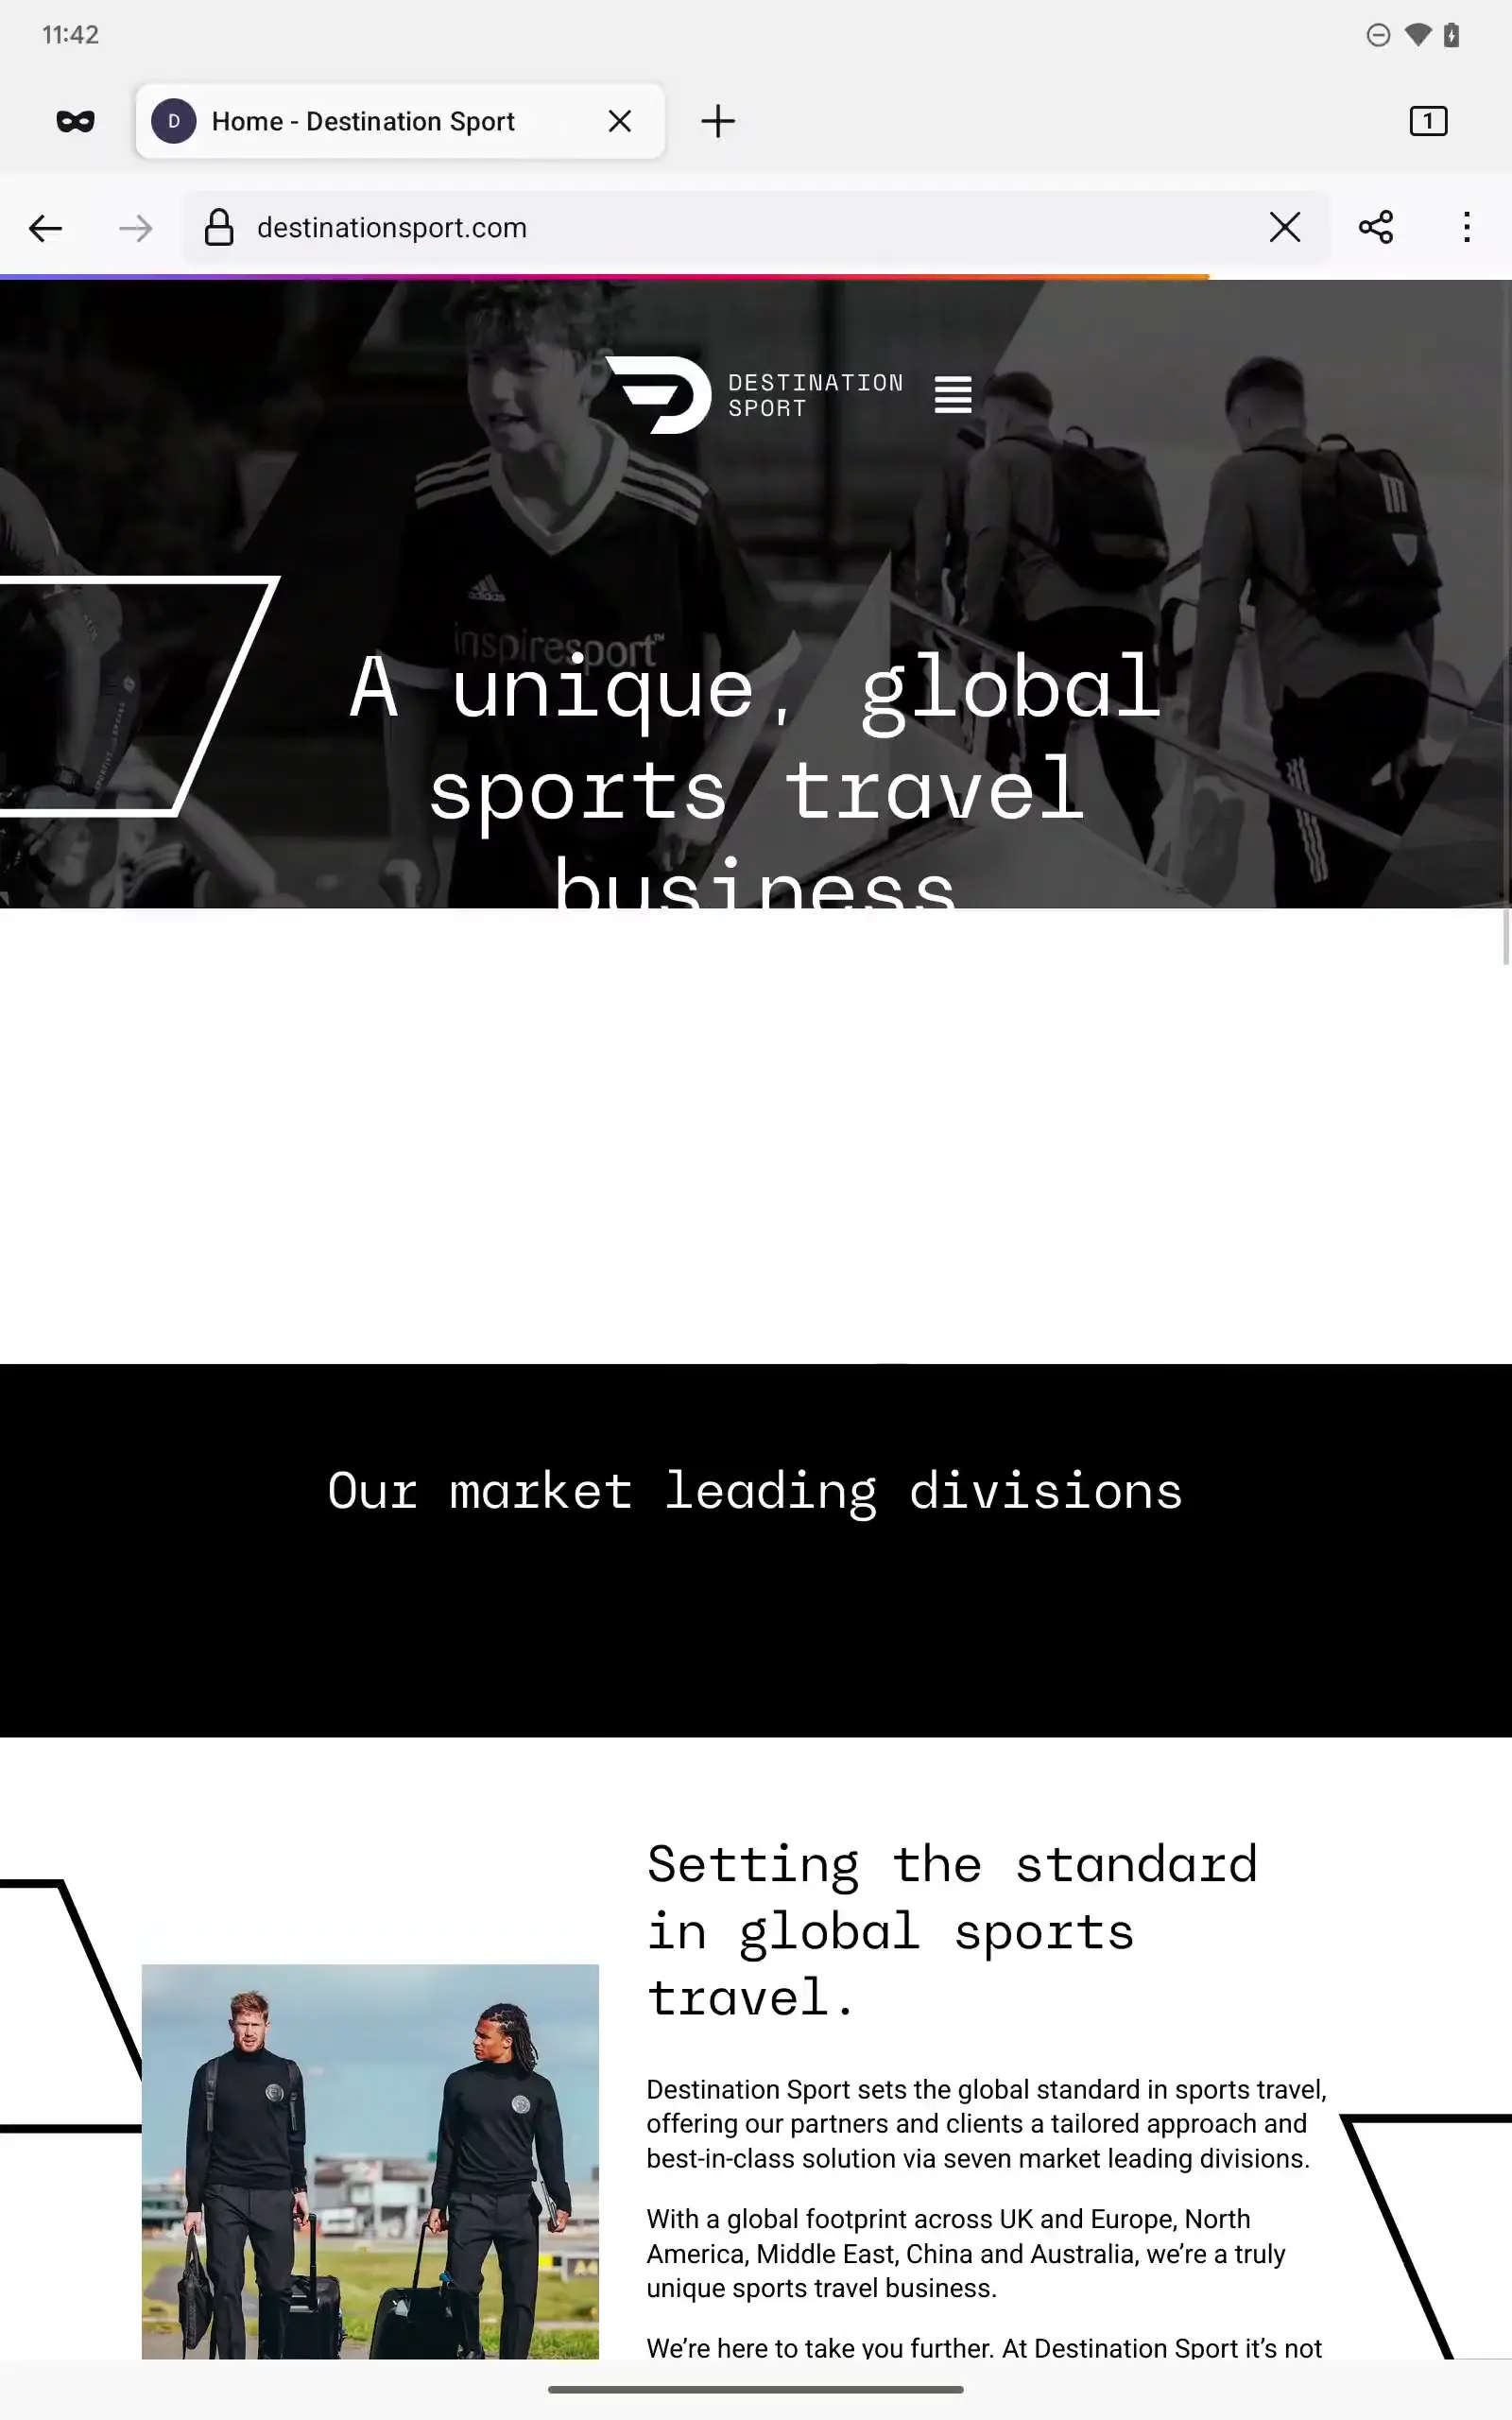 11:42
D
Home - Destination Sport
1
destinationsport.com
DESTINATION
SPORT
inspiresport™
A unique, global
sports travel
business
Our market leading divisions
Setting the standard
in global sports
travel.
Destination Sport sets the global standard in sports travel,
offering our partners and clients a tailored approach and
best-in-class solution via seven market leading divisions.
With a global footprint across UK and Europe, North
America, Middle East, China and Australia, we’re a truly
unique sports travel business.
We’re here to take you further. At Destination Sport it’s not